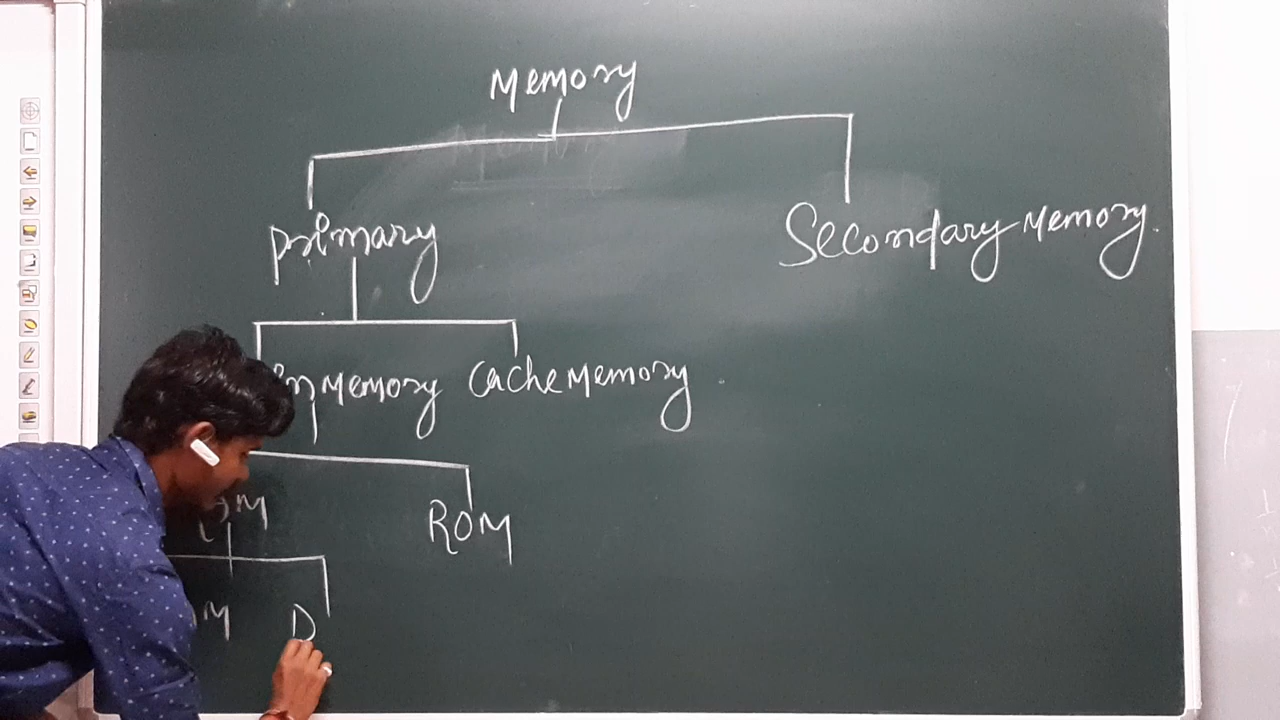 Memory
Primary
Secondary Memory.
Memory Cache Memory
ROM
D